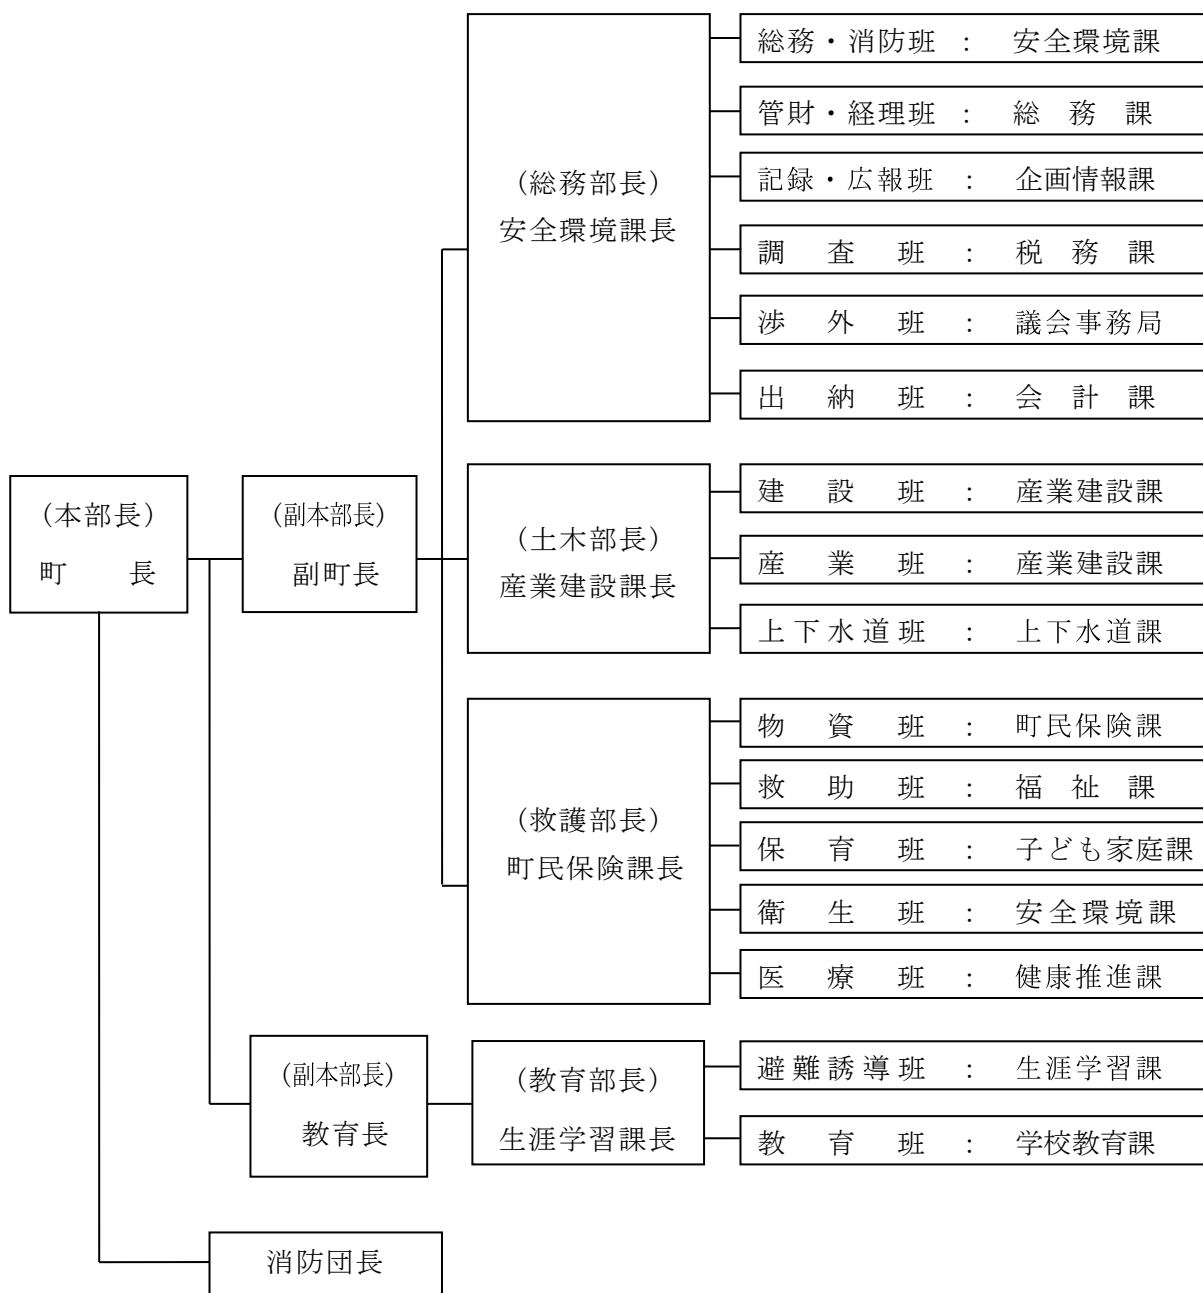 (本部長)
町　　長
(副本部長)
副町長
(総務部長)
安全環境課長
総務・消防班 ： 安全環境課
管財・経理班 ： 総　務　課
記録・広報班 ： 企画情報課
調　査　班 ： 税　務　課
渉　外　班 ： 議会事務局
出　納　班 ： 会　計　課
(土木部長)
産業建設課長
建　設　班 ： 産業建設課
産　業　班 ： 産業建設課
上下水道班 ： 上下水道課
(救護部長)
町民保険課長
物　資　班 ： 町民保険課
救　助　班 ： 福　祉　課
保　育　班 ： 子ども家庭課
衛　生　班 ： 安全環境課
医　療　班 ： 健康推進課
(副本部長)
教育長
(教育部長)
生涯学習課長
避難誘導班 ： 生涯学習課
教　育　班 ： 学校教育課
消防団長